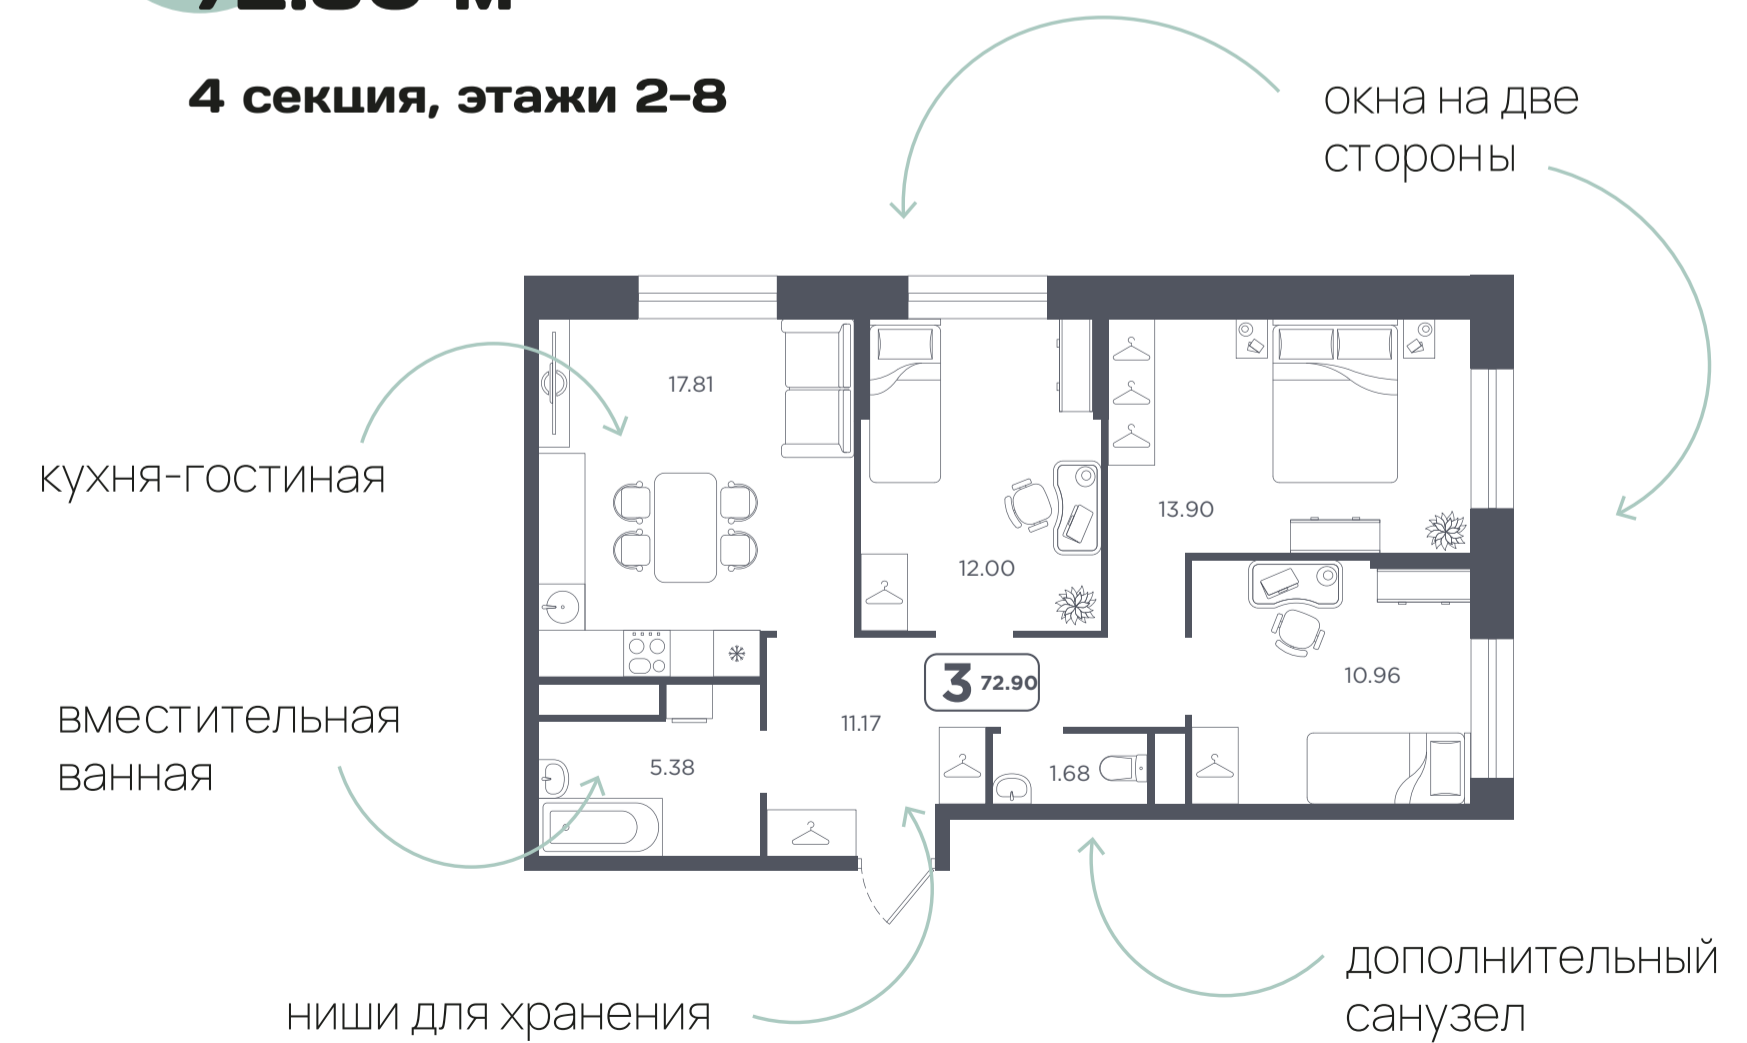 4 секция, этажи 2-8
окна на две
стороны
17.81
кухня-гостиная
13.90
12.00
3 72.90
10.96
вместительная
ванная
11.17
5.38
1.68
дополнительный
санузел
ниши для хранения